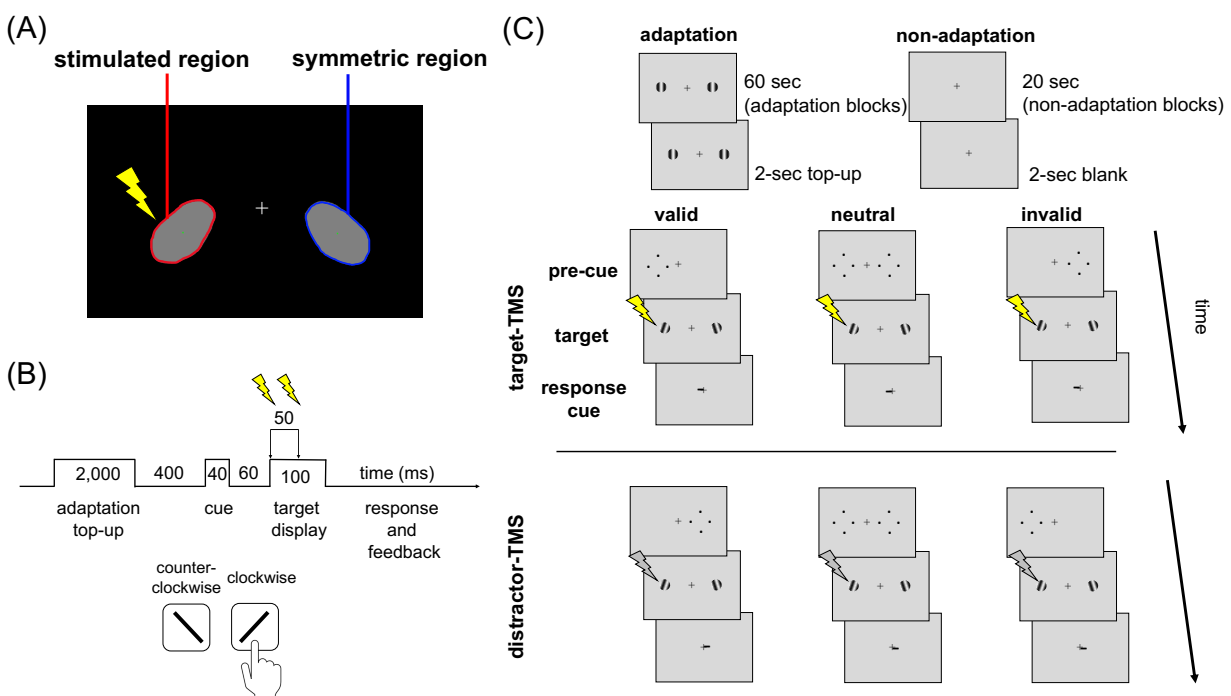 (A)
stimulated region
symmetric region
(B)
50
2,000
400
40
60
100
time (ms)
adaptation
top-up
cue
target
display
response
and
feedback
counter-
clockwise
clockwise
(C)
adaptation
non-adaptation
60 sec
(adaptation blocks)
20 sec
(non-adaptation blocks)
2-sec top-up
2-sec blank
valid
neutral
invalid
target-TMS
pre-cue
target
response
cue
time
distractor-TMS